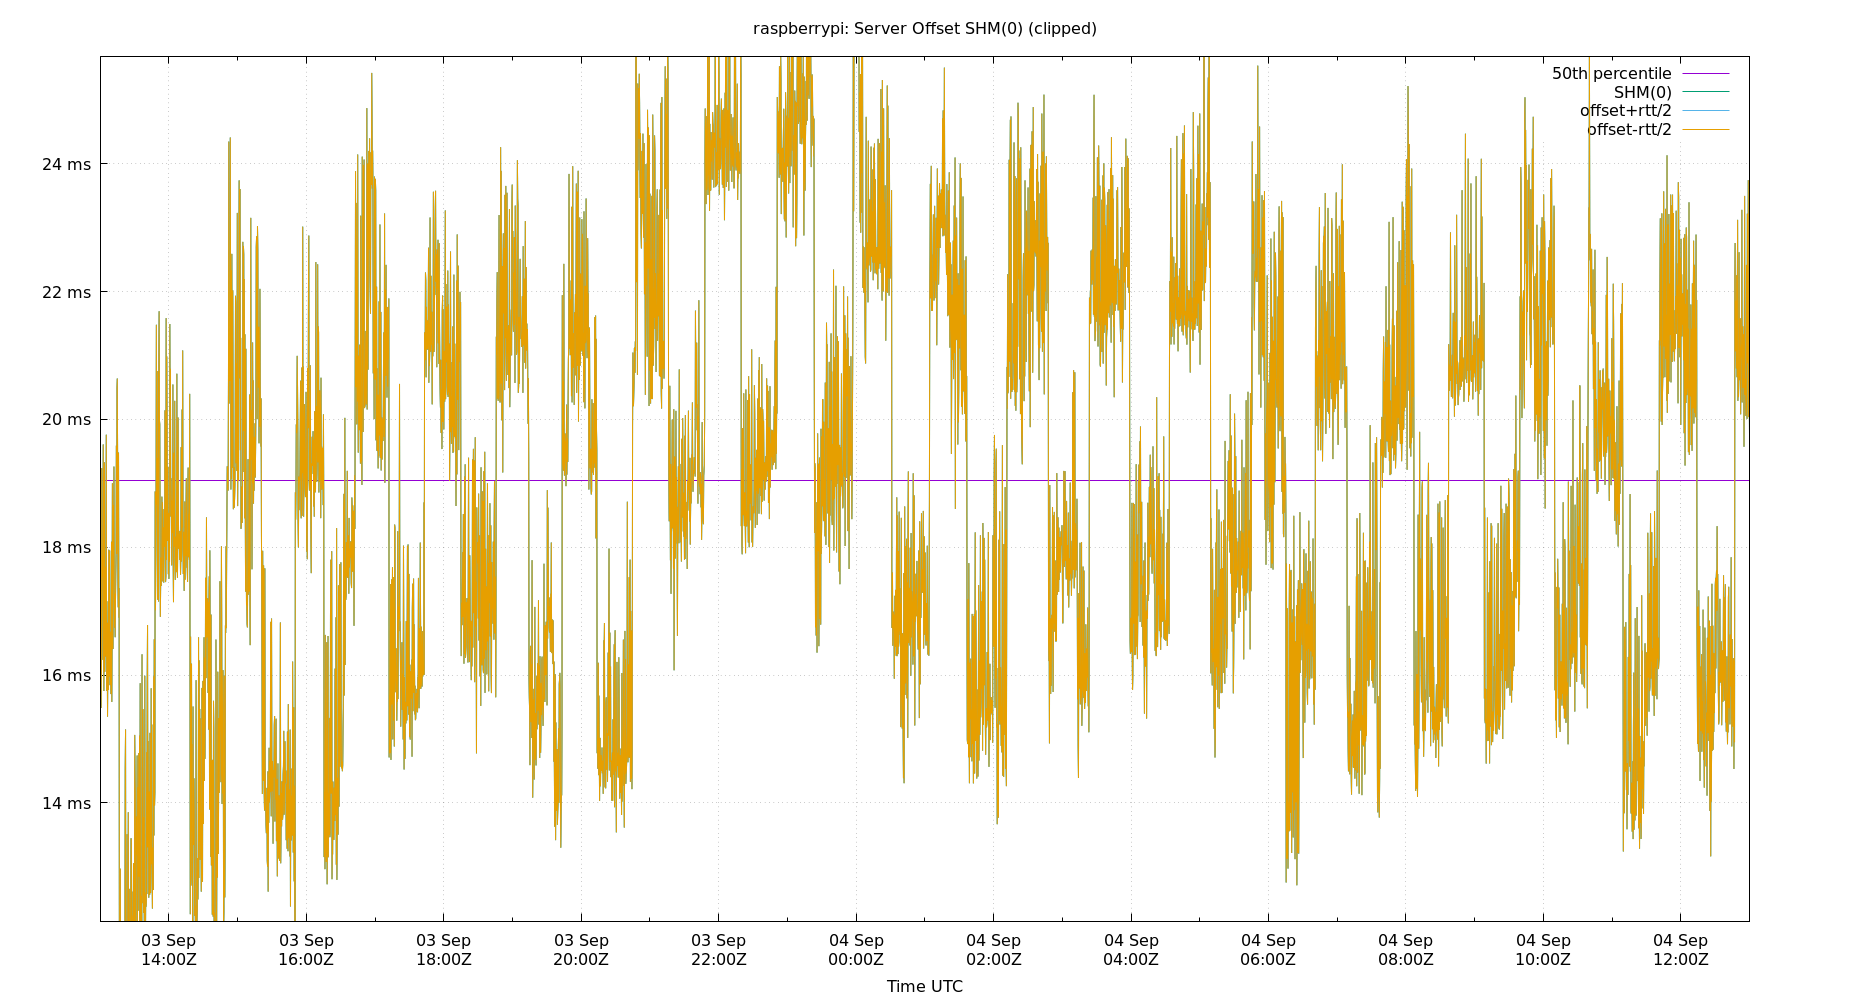 raspberrypi: Server Offset SHM(0) (clipped)
50th percentile
SHM(0)
offset+rtt/2
offset-rtt/2
24 ms
22 ms
20 ms
18 ms
16 ms
14 ms
03 Sep 03 Sep 03 Sep 03 Sep 03 Sep 04 Sep 04 Sep 04 Sep 04 Sep 04 Sep 04 Sep 04 Sep
14:00Z 16:00Z 18:00Z 20:00Z 22:00Z 00:00Z 02:00Z 04:00Z 06:00Z 08:00Z 10:00Z 12:00Z
Time UTC